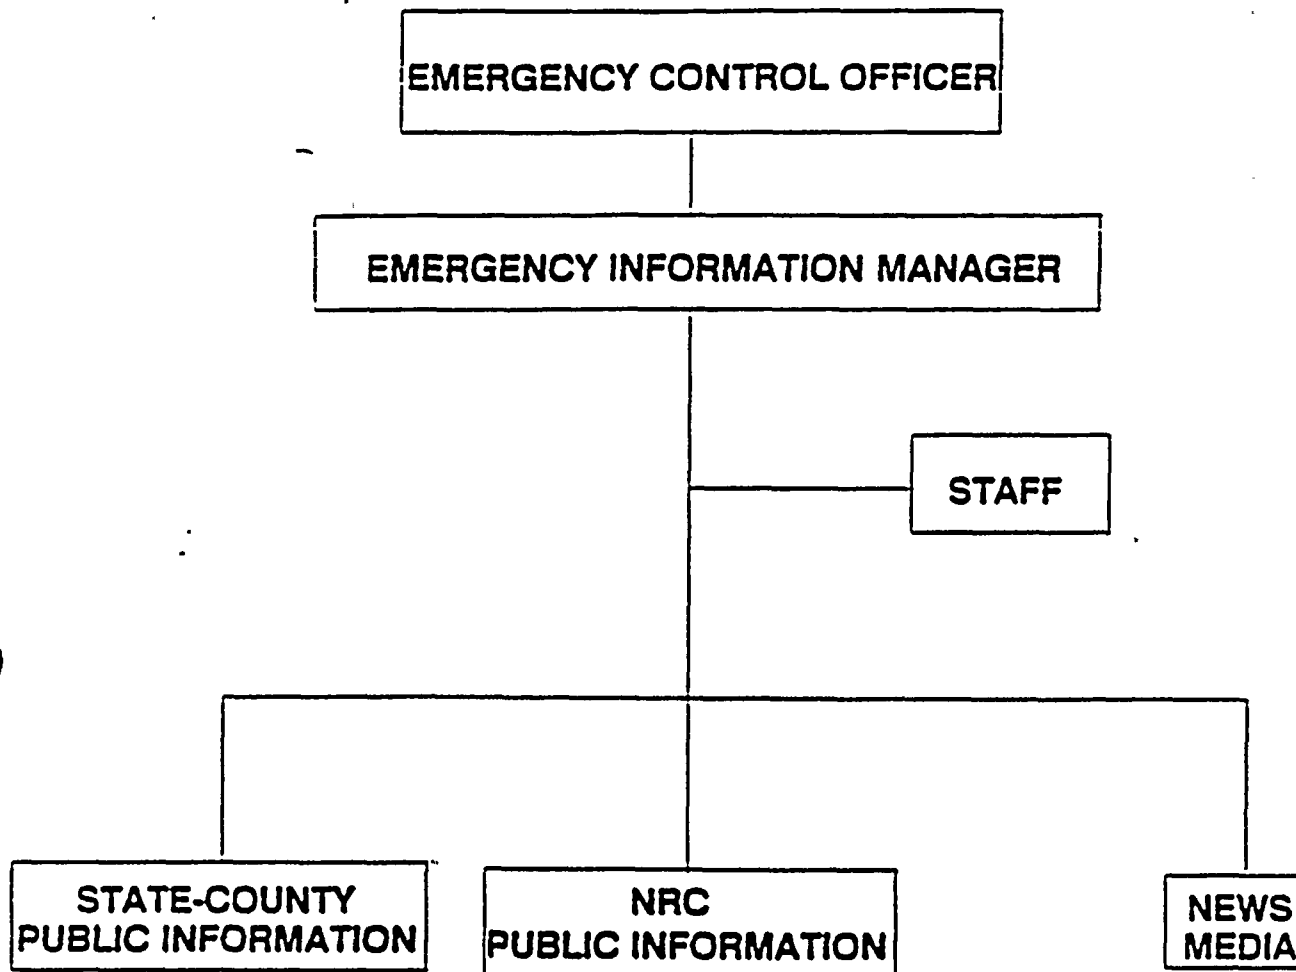 EMERGENCY CONTROL OFFICER
EMERGENCY INFORMATION MANAGER
STAFF
STATE-COUNTY
PUBLIC INFORMATION
NRC
PUBLIC INFORMATION
NEWS
MEDIA